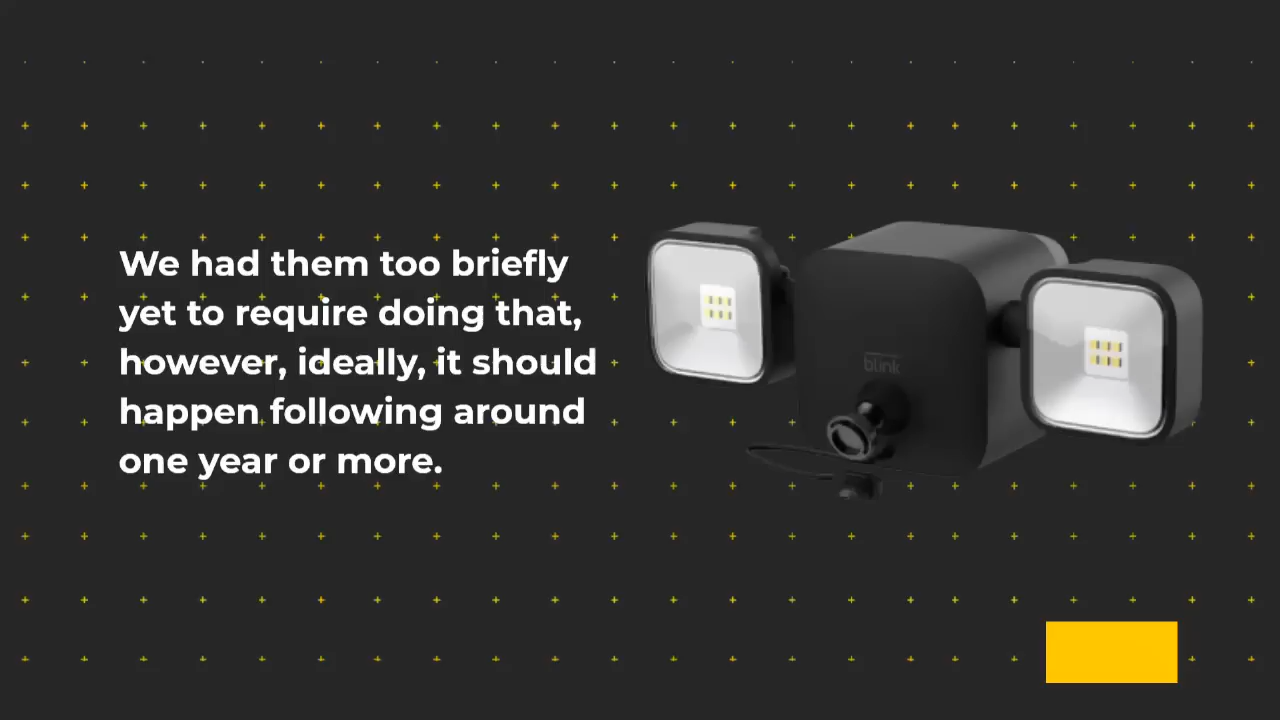 We had them too briefly
yet to require doing that,
however, ideally, it should
happen following around
one year or more.
blink